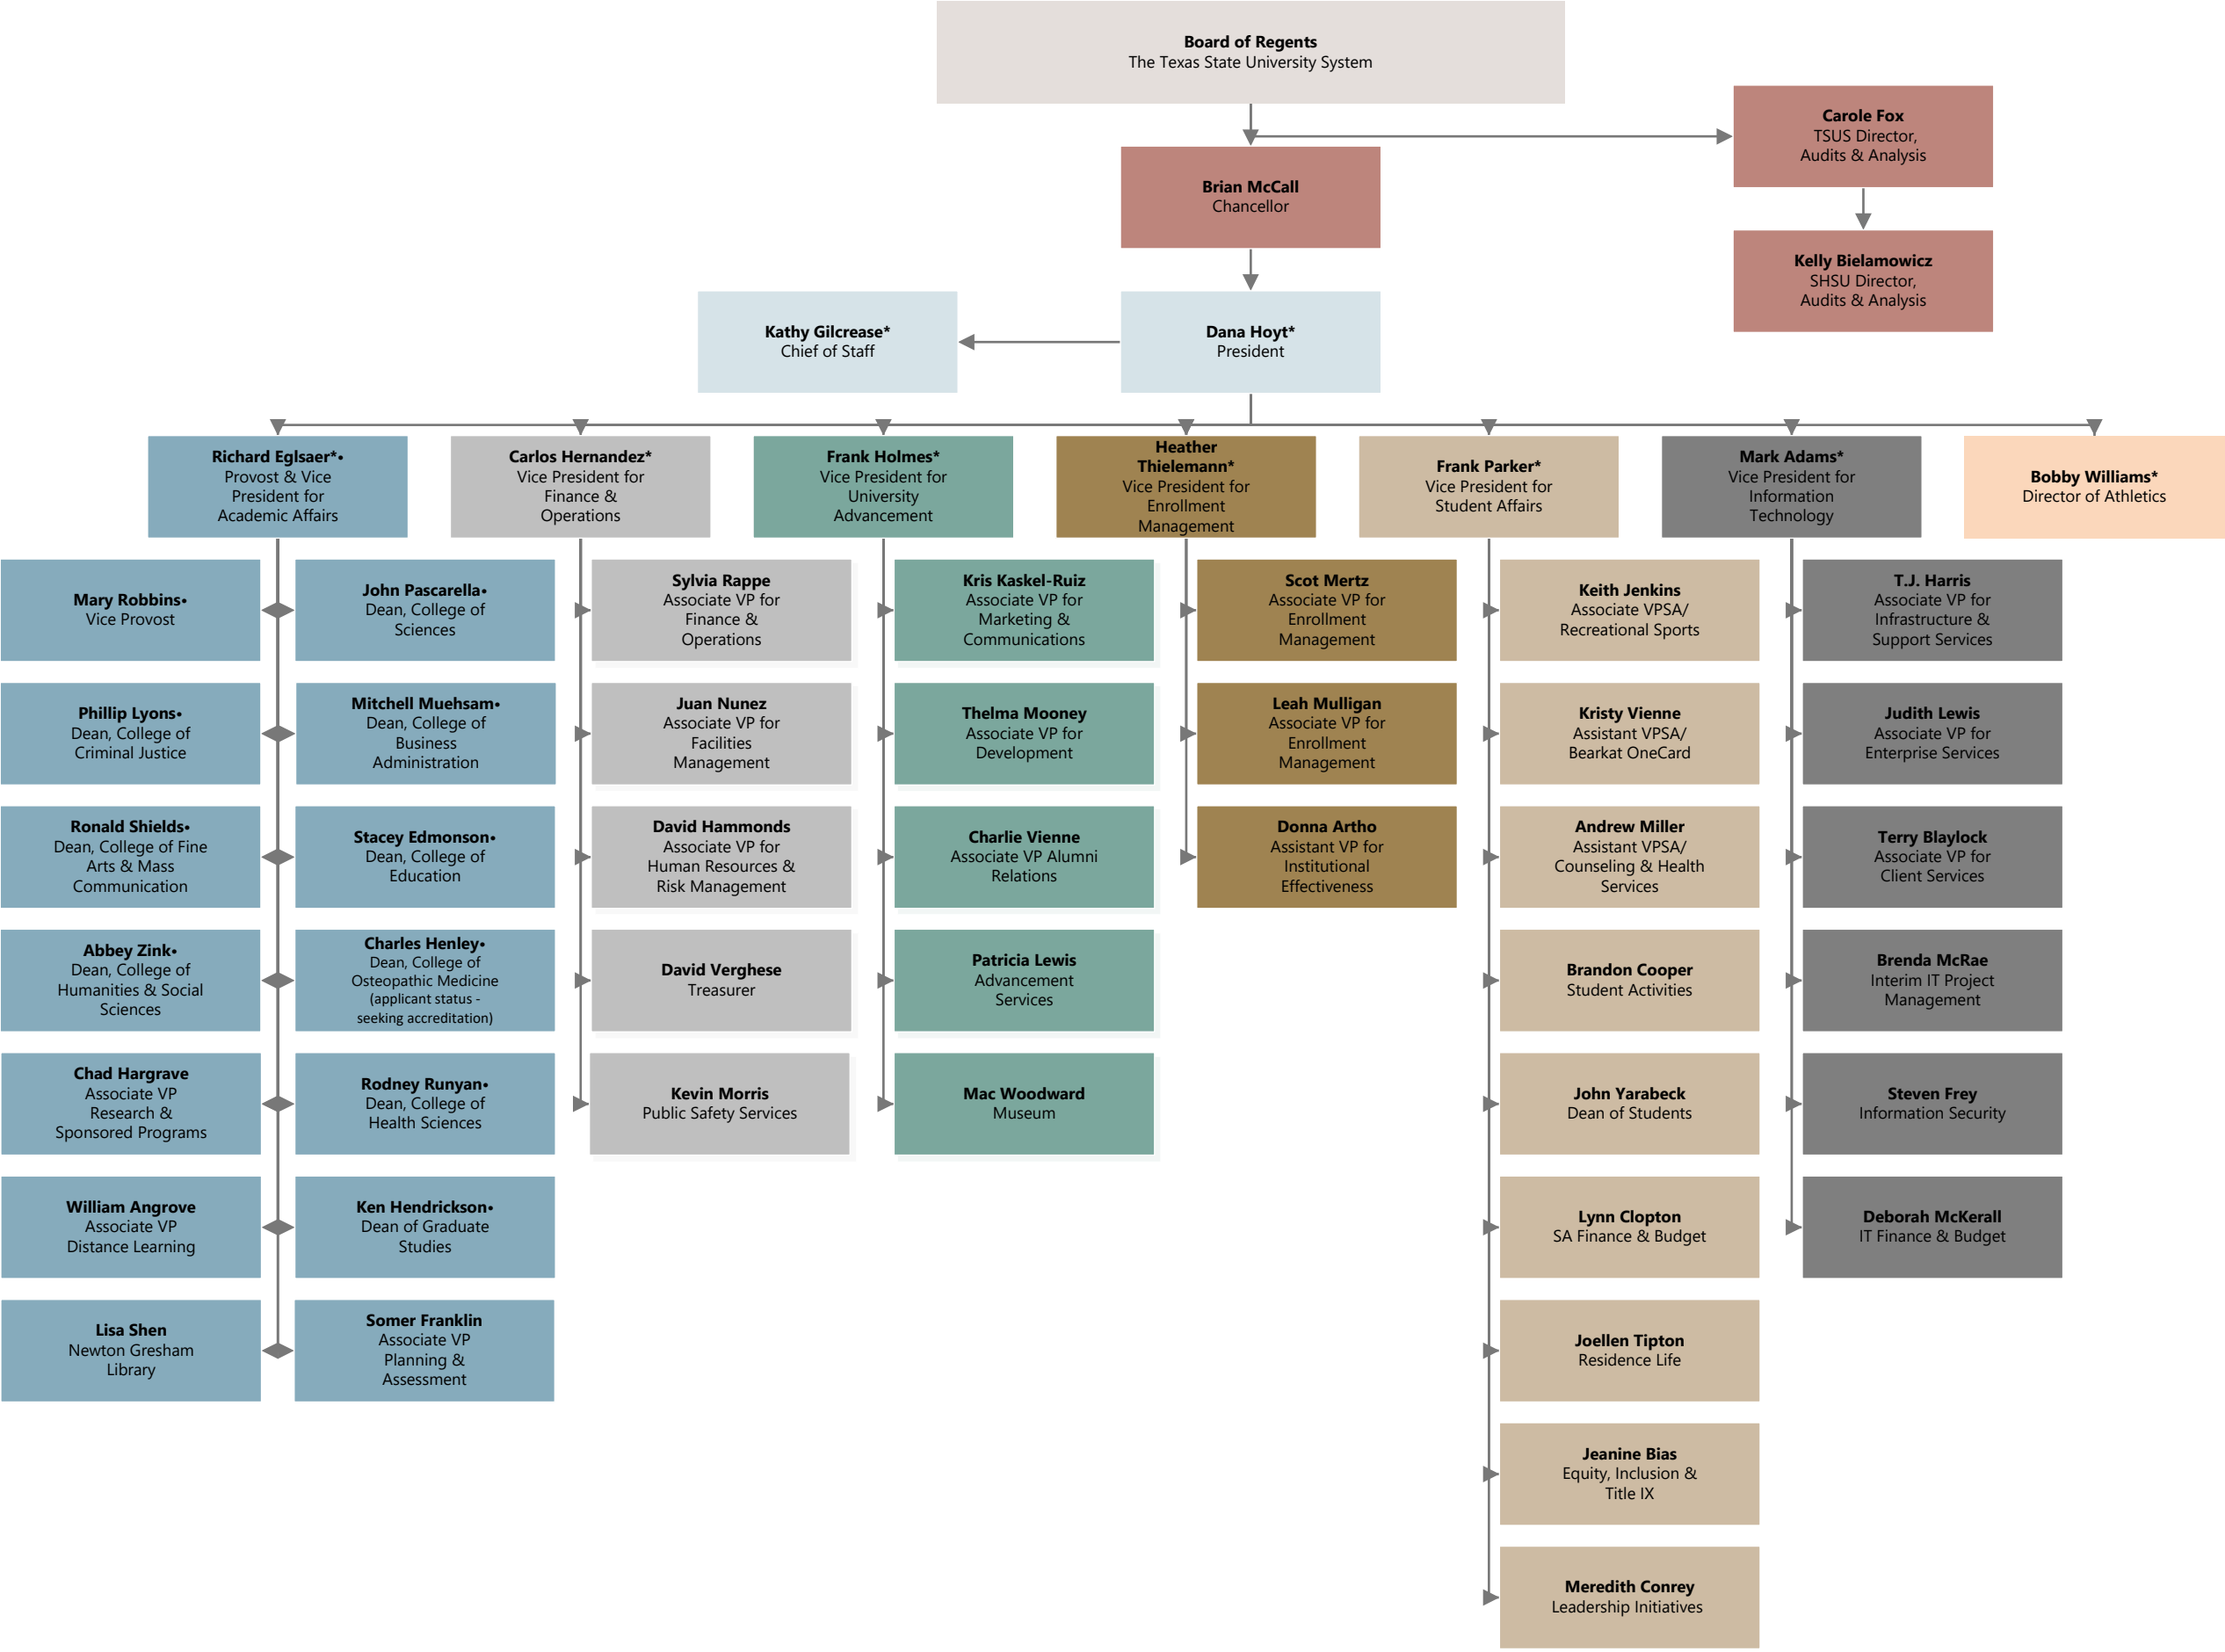 Board of Regents
The Texas State University System
Carole Fox
TSUS Director,
Audits & Analysis
Brian McCall
Chancellor
Kelly Bielamowicz
SHSU Director,
Audits & Analysis
Kathy Gilcrease*
Chief of Staff
Dana Hoyt*
President
Richard Eglsaer*•
Provost & Vice
President for
Academic Affairs
Carlos Hernandez*
Vice President for
Finance &
Operations
Frank Holmes*
Vice President for
University
Advancement
Heather
Thielemann*
Vice President for
Enrollment
Management
Frank Parker*
Vice President for
Student Affairs
Mark Adams*
Vice President for
Information
Technology
Bobby Williams*
Director of Athletics
Mary Robbins•
Vice Provost
John Pascarella•
Dean, College of
Sciences
Sylvia Rappe
Associate VP for
Finance &
Operations
Kris Kaskel-Ruiz
Associate VP for
Marketing &
Communications
Scot Mertz
Associate VP for
Enrollment
Management
Keith Jenkins
Associate VPSA/
Recreational Sports
T.J. Harris
Associate VP for
Infrastructure &
Support Services
Phillip Lyons•
Dean, College of
Criminal Justice
Mitchell Muehsam•
Dean, College of
Business
Administration
Juan Nunez
Associate VP for
Facilities
Management
Thelma Mooney
Associate VP for
Development
Leah Mulligan
Associate VP for
Enrollment
Management
Kristy Vienne
Assistant VPSA/
Bearkat OneCard
Judith Lewis
Associate VP for
Enterprise Services
Ronald Shields•
Dean, College of Fine
Arts & Mass
Communication
Stacey Edmonson•
Dean, College of
Education
David Hammonds
Associate VP for
Human Resources &
Risk Management
Charlie Vienne
Associate VP Alumni
Relations
Donna Artho
Assistant VP for
Institutional
Effectiveness
Andrew Miller
Assistant VPSA/
Counseling & Health
Services
Terry Blaylock
Associate VP for
Client Services
Abbey Zink•
Dean, College of
Humanities & Social
Sciences
Charles Henley•
Dean, College of
Osteopathic Medicine
(applicant status -
seeking accreditation)
David Verghese
Treasurer
Patricia Lewis
Advancement
Services
Brandon Cooper
Student Activities
Brenda McRae
Interim IT Project
Management
Chad Hargrave
Associate VP
Research &
Sponsored Programs
Rodney Runyan•
Dean, College of
Health Sciences
Kevin Morris
Public Safety Services
Mac Woodward
Museum
John Yarabeck
Dean of Students
Steven Frey
Information Security
William Angrove
Associate VP
Distance Learning
Ken Hendrickson•
Dean of Graduate
Studies
Lynn Clopton
SA Finance & Budget
Deborah McKerall
IT Finance & Budget
Lisa Shen
Newton Gresham
Library
Somer Franklin
Associate VP
Planning &
Assessment
Joellen Tipton
Residence Life
Jeanine Bias
Equity, Inclusion &
Title IX
Meredith Conrey
Leadership Initiatives